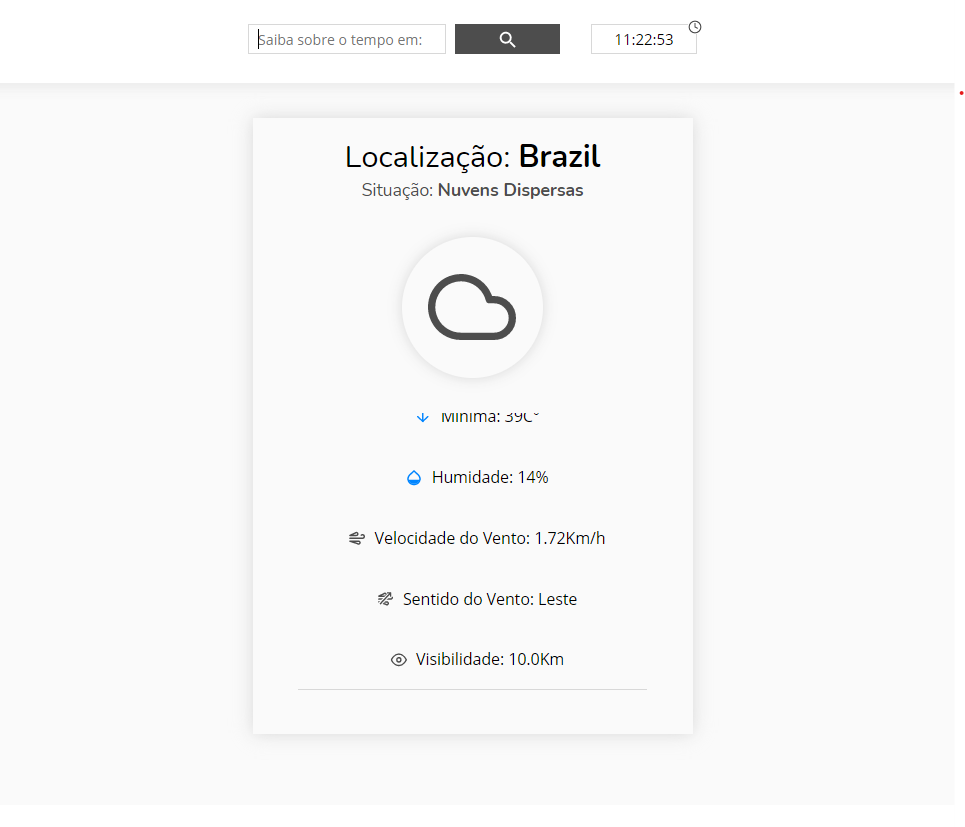 Saiba sobre o tempo em:
11:22:53
Localização: Brazil
Situação: Nuvens Dispersas
Mínima: 39C°
Humidade: 14%
Velocidade do Vento: 1.72Km/h
Sentido do Vento: Leste
Visibilidade: 10.0Km